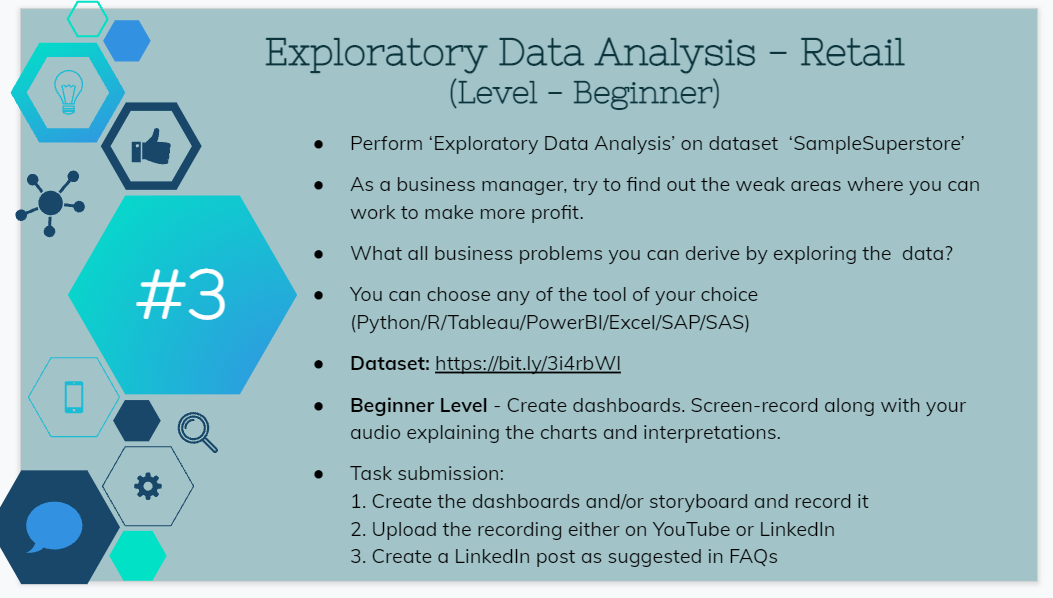 Exploratory Data Analysis – Retail
(Level – Beginner)
#3
● Perform ‘Exploratory Data Analysis’ on dataset ‘SampleSuperstore’
● As a business manager, try to find out the weak areas where you can
work to make more profit.
● What all business problems you can derive by exploring the data?
● You can choose any of the tool of your choice
(Python/R/Tableau/PowerBI/Excel/SAP/SAS)
● Dataset: https://bit.ly/3i4rbWl
● Beginner Level - Create dashboards. Screen-record along with your
audio explaining the charts and interpretations.
● Task submission:
1. Create the dashboards and/or storyboard and record it
2. Upload the recording either on YouTube or LinkedIn
3. Create a LinkedIn post as suggested in FAQs